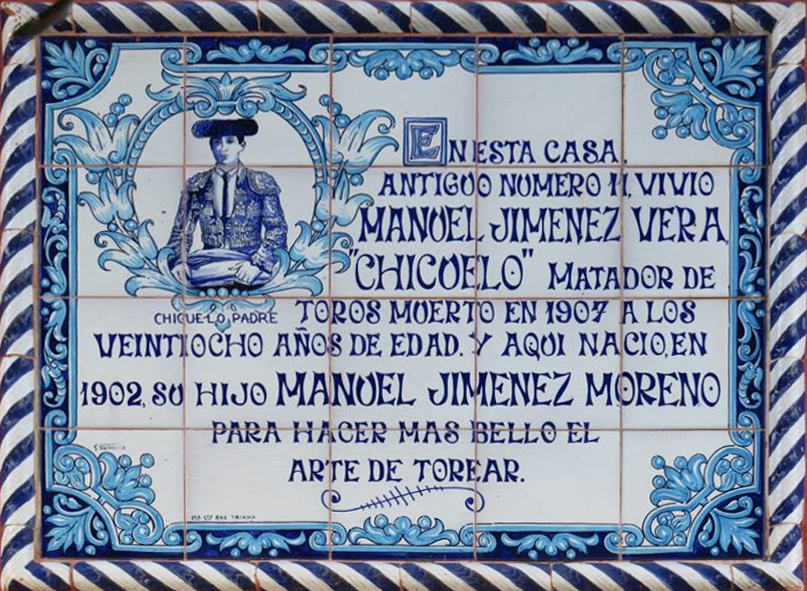 EN ESTA CASA,
ANTIGUO NUMERO 11, VIVIO
MANUEL JIMENEZ VERA,
"CHICUELO" MATADOR DE
CHICUELO, PADRE
TOROS MUERTO EN 1907 A LOS
VEINTIOCHO AÑOS DE EDAD. Y AQUI NACIO, EN
1902, SU HIJO MANUEL JIMENEZ MORENO
PARA HACER MAS BELLO EL
ARTE DE TOREAR.